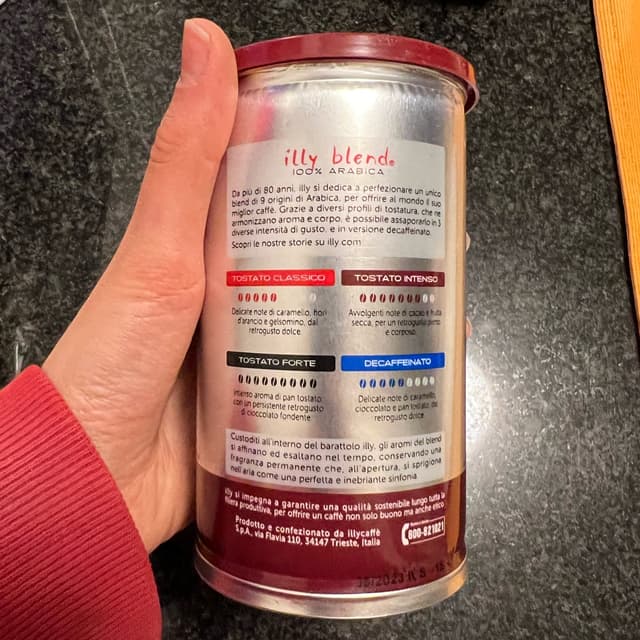 illy blend®
100% ARABICA
Da più di 80 anni, illy si dedica a perfezionare un unico
blend di 9 origini di Arabica, per offrire al mondo il suo
miglior caffè. Grazie a diversi profili di tostatura, che ne
armonizzano aroma e corpo, è possibile assaporarlo in 3
diverse intensità di gusto, e in versione decaffeinato.
Scopri le nostre storie su illy.com
TOSTATO CLASSICO
Delicate note di caramello, fiori
d'arancio e gelsomino, dal
retrogusto dolce.
TOSTATO INTENSO
Avvolgenti note di cacao e frutta
secca, per un retrogusto pieno
e corposo.
TOSTATO FORTE
Intenso aroma di pan tostato
con un persistente retrogusto
di cioccolato fondente
DECAFFEINATO
Delicate note di caramello,
cioccolato e pan tostato, dal
retrogusto dolce
Custoditi all'interno del barattolo illy, gli aromi del blend
si affinano ed esaltano nel tempo, conservando una
fragranza permanente che, all'apertura, si sprigiona
nell'aria come una perfetta e inebriante sinfonia
illy si impegna a garantire una qualità sostenibile lungo tutta la
filiera produttiva, per offrire un caffè non solo buono ma anche etico
Prodotto e confezionato da illycaffè
S.p.A., via Flavia 110, 34147 Trieste, Italia
800-821021
/2023